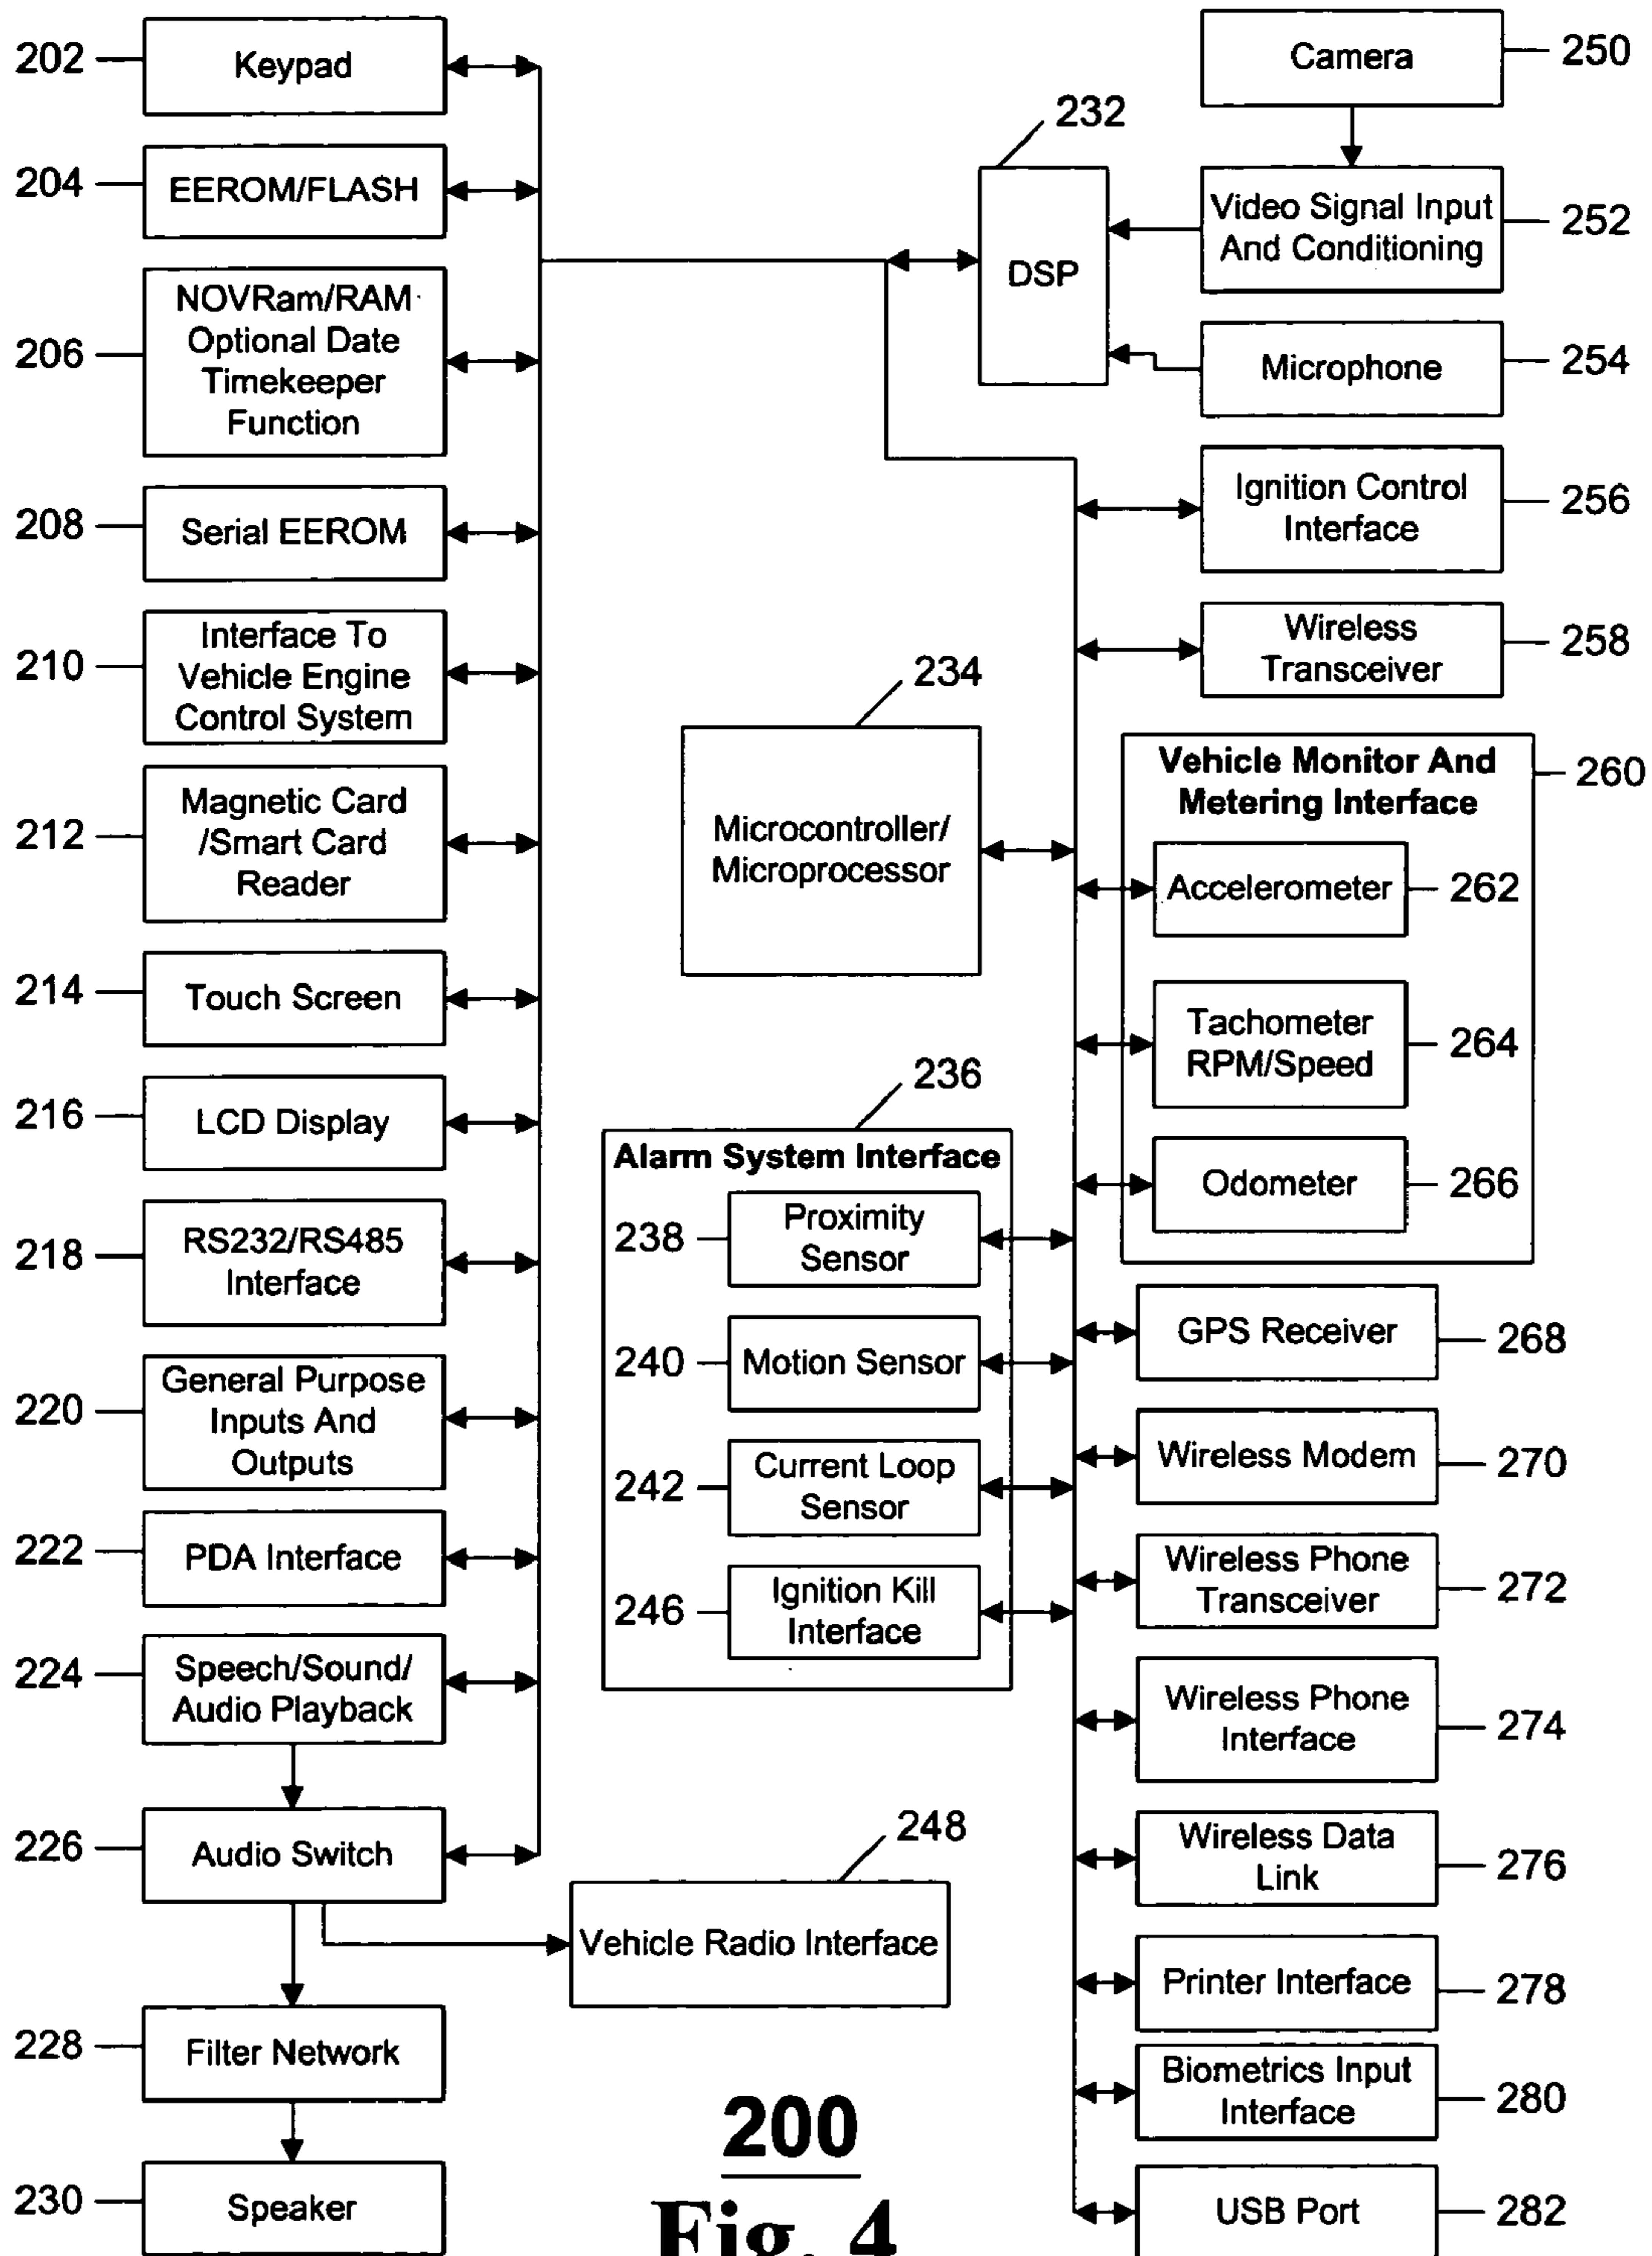 202
Keypad
204
EEROM/FLASH
206
NOVRam/RAM
Optional Date
Timekeeper
Function
208
Serial EEROM
210
Interface To
Vehicle Engine
Control System
212
Magnetic Card
/Smart Card
Reader
214
Touch Screen
216
LCD Display
218
RS232/RS485
Interface
220
General Purpose
Inputs And
Outputs
222
PDA Interface
224
Speech/Sound/
Audio Playback
226
Audio Switch
228
Filter Network
230
Speaker
232
DSP
234
Microcontroller/
Microprocessor
236
Alarm System Interface
238
Proximity
Sensor
240
Motion Sensor
242
Current Loop
Sensor
246
Ignition Kill
Interface
248
Vehicle Radio Interface
Camera
250
Video Signal Input
And Conditioning
252
Microphone
254
Ignition Control
Interface
256
Wireless
Transceiver
258
Vehicle Monitor And
Metering Interface
260
Accelerometer
262
Tachometer
RPM/Speed
264
Odometer
266
GPS Receiver
268
Wireless Modem
270
Wireless Phone
Transceiver
272
Wireless Phone
Interface
274
Wireless Data
Link
276
Printer Interface
278
Biometrics Input
Interface
280
USB Port
282
200
Fig. 4